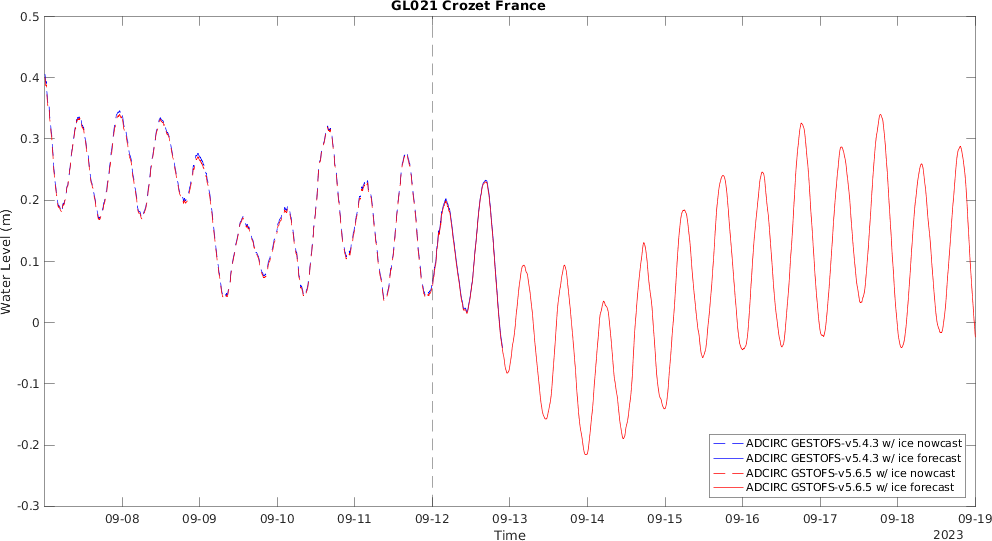 GL021 Crozet France
0.5
0.4
0.3
0.2
0.1
0
-0.1
-0.2
-0.3
Water Level (m)
ADCIRC GESTOFS-v5.4.3 w/ ice nowcast
ADCIRC GESTOFS-v5.4.3 w/ ice forecast
ADCIRC GSTOFS-v5.6.5 w/ ice nowcast
ADCIRC GSTOFS-v5.6.5 w/ ice forecast
09-08 09-09 09-10 09-11 09-12 09-13 09-14 09-15 09-16 09-17 09-18 09-19
Time
2023